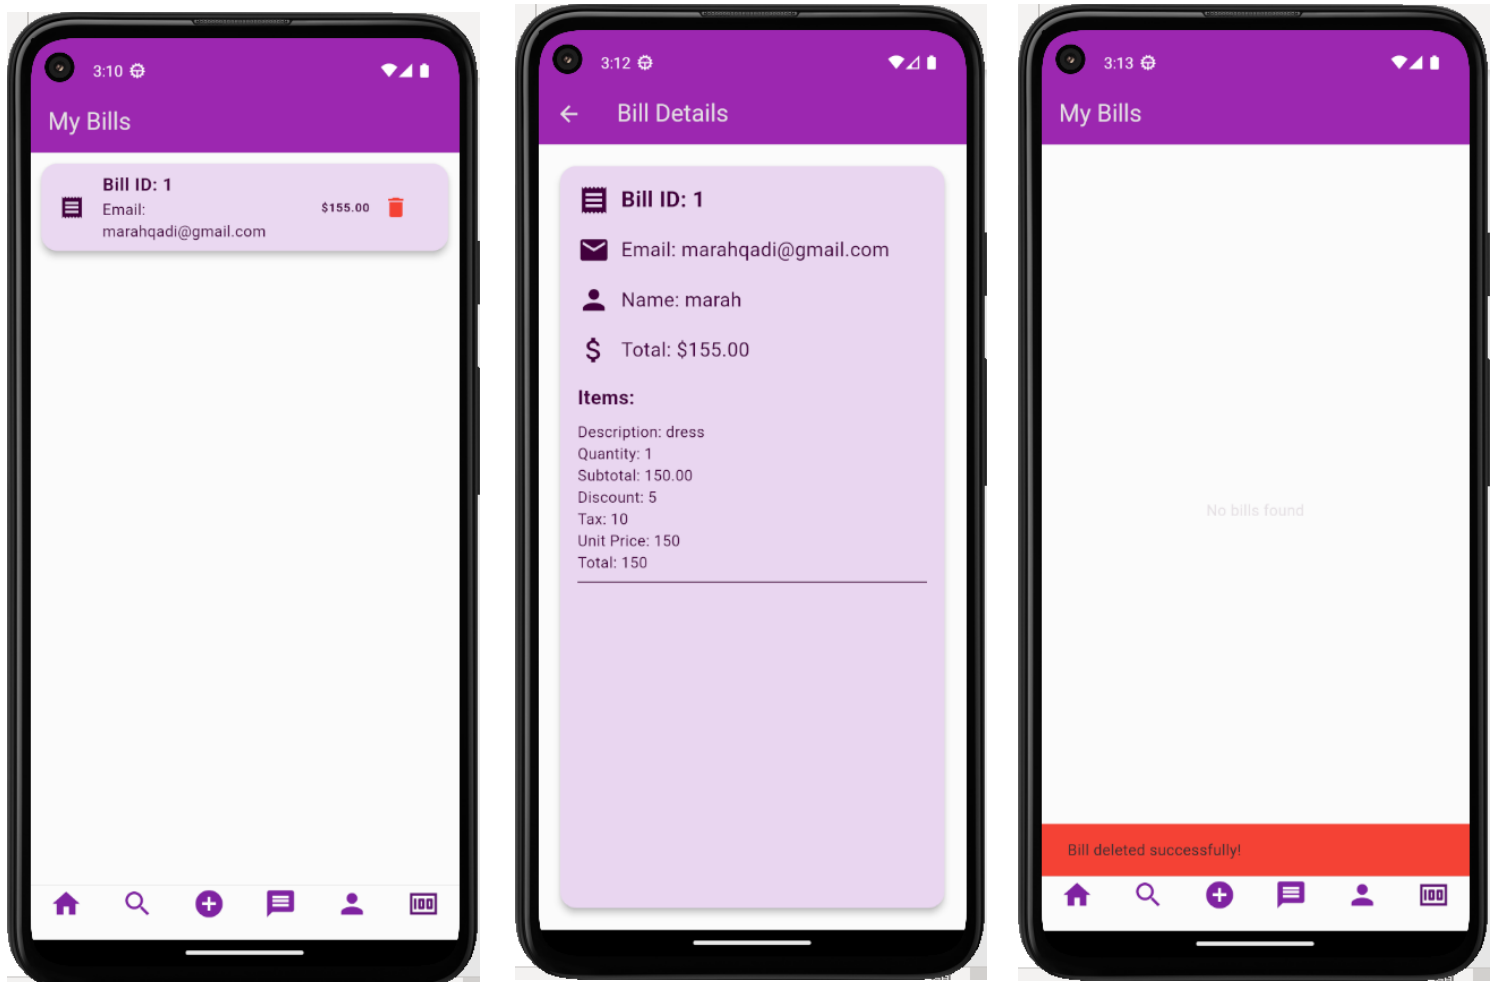 3:10
My Bills
Bill ID: 1
Email:
marahqadi@gmail.com
$155.00
100
3:12
Bill Details
Bill ID: 1
Email: marahqadi@gmail.com
Name: marah
$ Total: $155.00
Items:
Description: dress
Quantity: 1
Subtotal: 150.00
Discount: 5
Tax: 10
Unit Price: 150
Total: 150
3:13
My Bills
No bills found
Bill deleted successfully!
100